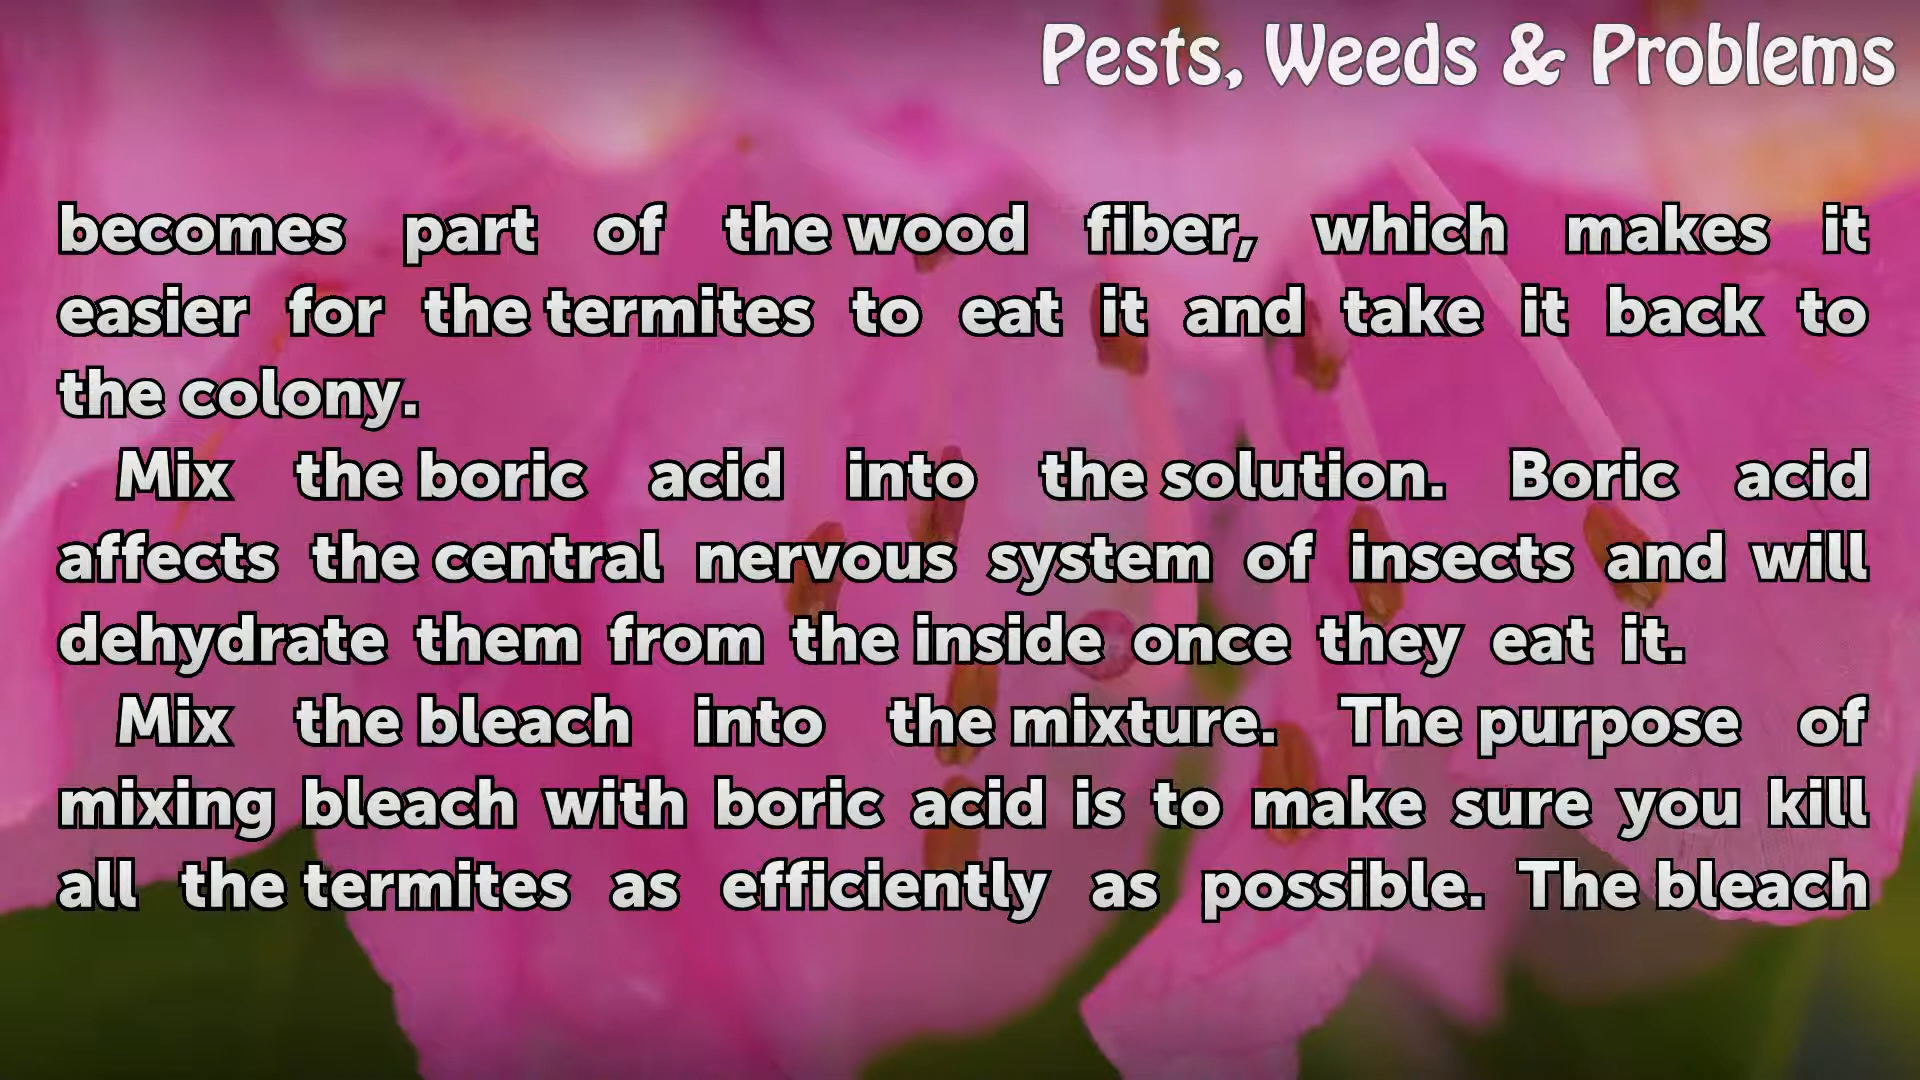 Pests, Weeds & Problems
becomes part of the wood fiber, which makes it
easier for the termites to eat it and take it back to
the colony.
Mix the boric acid into the solution. Boric acid
affects the central nervous system of insects and will
dehydrate them from the inside once they eat it.
Mix the bleach into the mixture. The purpose of
mixing bleach with boric acid is to make sure you kill
all the termites as efficiently as possible. The bleach